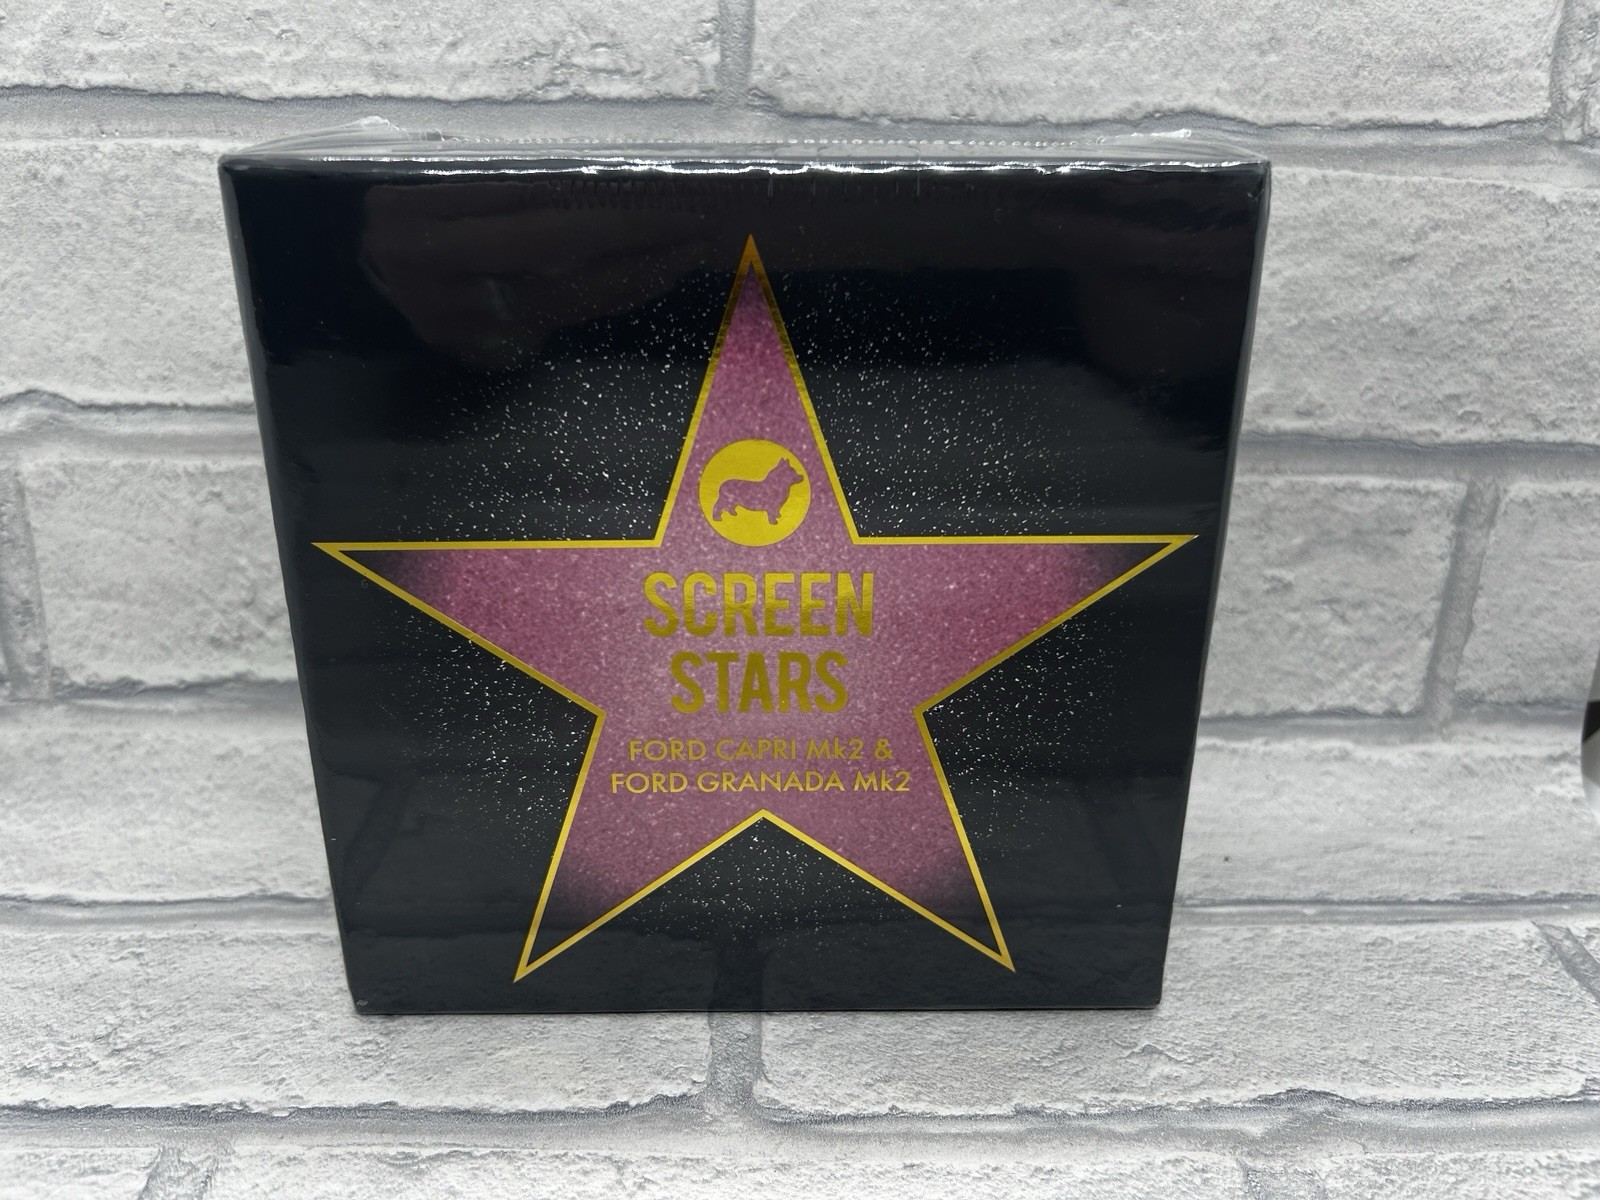 SCREEN
STARS
FORD CAPRI Mk2 &
FORD GRANADA Mk2